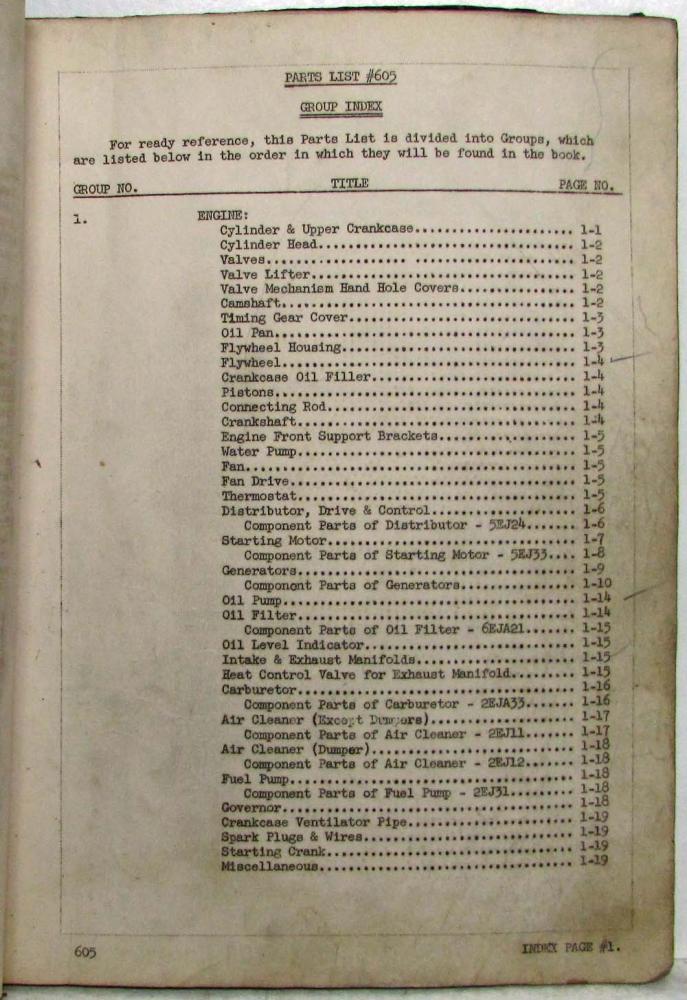 PARTS LIST #605
GROUP INDEX
For ready reference, this Parts List is divided into Groups, which
are listed below in the order in which they will be found in the book.
GROUP NO. TITLE PAGE NO.
1. ENGINE:
Cylinder & Upper Crankcase...................... 1-1
Cylinder Head................................... 1-2
Valves.................... ..................... 1-2
Valve Lifter.................................... 1-2
Valve Mechanism Hand Hole Covers................ 1-2
Camshaft........................................ 1-2
Timing Gear Cover............................... 1-3
Oil Pan......................................... 1-3
Flywheel Housing................................ 1-3
Flywheel........................................ 1-4
Crankcase Oil Filler............................ 1-4
Pistons......................................... 1-4
Connecting Rod.................................. 1-4
Crankshaft...................................... 1-4
Engine Front Support Brackets................... 1-5
Water Pump...................................... 1-5
Fan............................................. 1-5
Fan Drive....................................... 1-5
Thermostat...................................... 1-5
Distributor, Drive & Control.................... 1-6
Component Parts of Distributor - 5EJ24....... 1-6
Starting Motor.................................. 1-7
Component Parts of Starting Motor - 5EJ33.... 1-8
Generators...................................... 1-9
Component Parts of Generators................ 1-10
Oil Pump........................................ 1-14
Oil Filter...................................... 1-14
Component Parts of Oil Filter - 6EJA21....... 1-15
Oil Level Indicator............................. 1-15
Intake & Exhaust Manifolds...................... 1-15
Heat Control Valve for Exhaust Manifold......... 1-15
Carburetor...................................... 1-16
Component Parts of Carburetor - 2EJA33....... 1-16
Air Cleaner (Except Dumpers).................... 1-17
Component Parts of Air Cleaner - 2EJ11....... 1-17
Air Cleaner (Dumper)............................ 1-18
Component Parts of Air Cleaner - 2EJ12....... 1-18
Fuel Pump....................................... 1-18
Component Parts of Fuel Pump - 2EJ31......... 1-18
Governor........................................ 1-18
Crankcase Ventilator Pipe....................... 1-19
Spark Plugs & Wires............................. 1-19
Starting Crank.................................. 1-19
Miscellaneous................................... 1-19
605 INDEX PAGE #1.